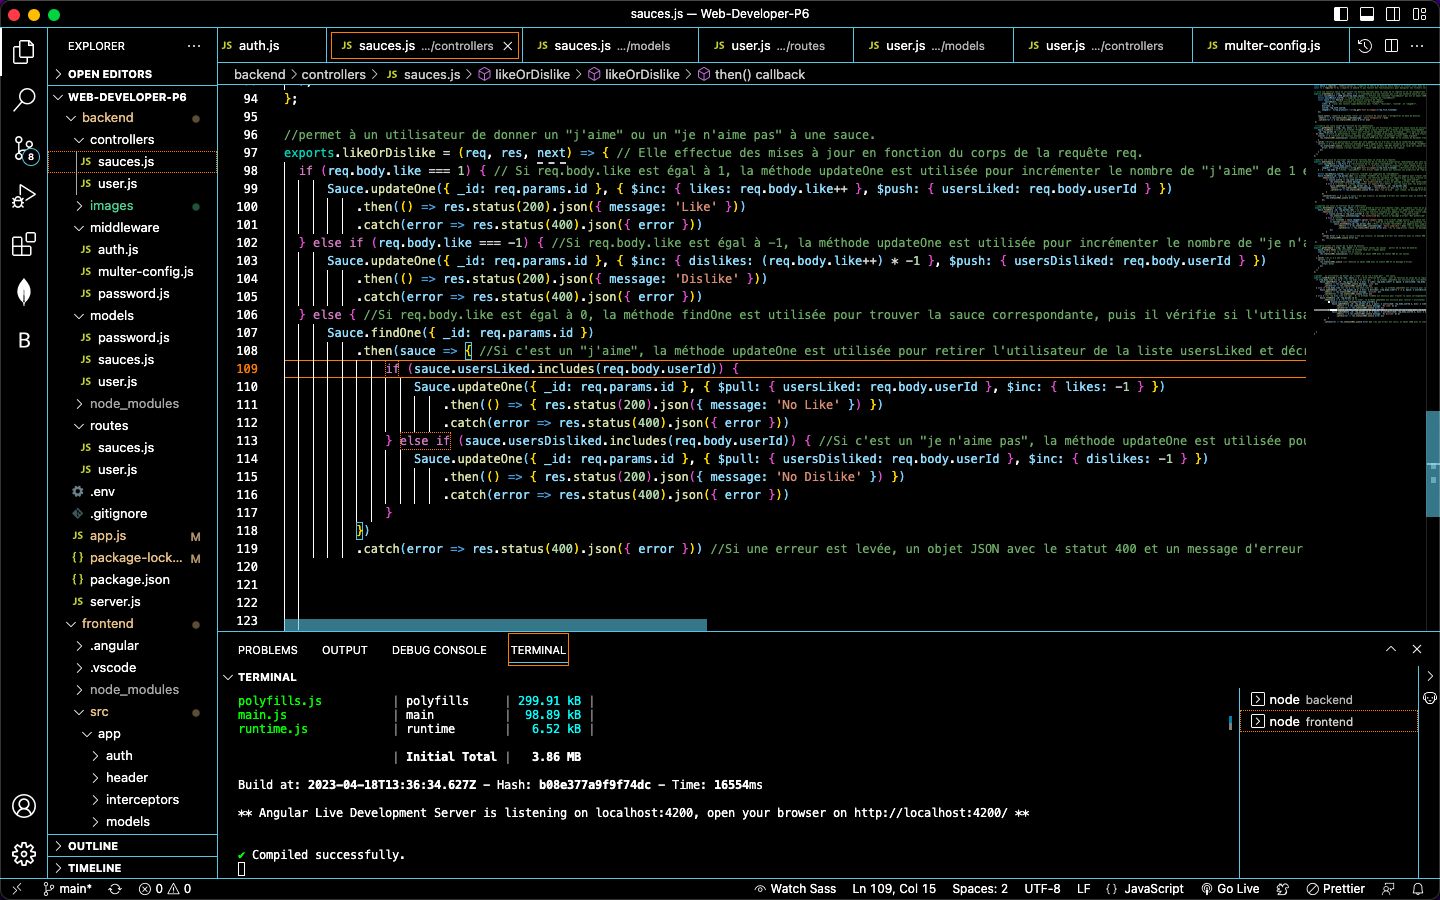 sauces.js — Web-Developer-P6
EXPLORER
OPEN EDITORS
WEB-DEVELOPER-P6
backend
controllers
sauces.js
user.js
images
middleware
auth.js
multer-config.js
password.js
models
password.js
sauces.js
user.js
node_modules
routes
sauces.js
user.js
.env
.gitignore
JS app.js M
{} package-lock... M
{} package.json
JS server.js
frontend
.angular
.vscode
node_modules
src
app
auth
header
interceptors
models
OUTLINE
TIMELINE
8
B
JS auth.js
JS sauces.js .../controllers
JS sauces.js .../models
JS user.js .../routes
JS user.js .../models
JS user.js .../controllers
JS multer-config.js
backend > controllers > JS sauces.js > likeOrDislike > likeOrDislike > then() callback
94 };
95
96 //permet à un utilisateur de donner un "j'aime" ou un "je n'aime pas" à une sauce.
97 exports.likeOrDislike = (req, res, next) => { // Elle effectue des mises à jour en fonction du corps de la requête req.
98 if (req.body.like === 1) { // Si req.body.like est égal à 1, la méthode updateOne est utilisée pour incrémenter le nombre de "j'aime" de 1
99 Sauce.updateOne({ _id: req.params.id }, { $inc: { likes: req.body.like++ }, $push: { usersLiked: req.body.userId } })
100 .then(() => res.status(200).json({ message: 'Like' }))
101 .catch(error => res.status(400).json({ error }))
102 } else if (req.body.like === -1) { //Si req.body.like est égal à -1, la méthode updateOne est utilisée pour incrémenter le nombre de "je n'a
103 Sauce.updateOne({ _id: req.params.id }, { $inc: { dislikes: (req.body.like++) * -1 }, $push: { usersDisliked: req.body.userId } })
104 .then(() => res.status(200).json({ message: 'Dislike' }))
105 .catch(error => res.status(400).json({ error }))
106 } else { //Si req.body.like est égal à 0, la méthode findOne est utilisée pour trouver la sauce correspondante, puis il vérifie si l'utilisa
107 Sauce.findOne({ _id: req.params.id })
108 .then(sauce => { //Si c'est un "j'aime", la méthode updateOne est utilisée pour retirer l'utilisateur de la liste usersLiked et décr
109 if (sauce.usersLiked.includes(req.body.userId)) {
110 Sauce.updateOne({ _id: req.params.id }, { $pull: { usersLiked: req.body.userId }, $inc: { likes: -1 } })
111 .then(() => { res.status(200).json({ message: 'No Like' }) })
112 .catch(error => res.status(400).json({ error }))
113 } else if (sauce.usersDisliked.includes(req.body.userId)) { //Si c'est un "je n'aime pas", la méthode updateOne est utilisée pou
114 Sauce.updateOne({ _id: req.params.id }, { $pull: { usersDisliked: req.body.userId }, $inc: { dislikes: -1 } })
115 .then(() => { res.status(200).json({ message: 'No Dislike' }) })
116 .catch(error => res.status(400).json({ error }))
117 }
118 })
119 .catch(error => res.status(400).json({ error })) //Si une erreur est levée, un objet JSON avec le statut 400 et un message d'erreur
120
121
122
123
PROBLEMS OUTPUT DEBUG CONSOLE TERMINAL
TERMINAL
polyfills.js | polyfills | 299.91 kB |
main.js | main | 98.89 kB |
runtime.js | runtime | 6.52 kB |
| Initial Total | 3.86 MB
Build at: 2023-04-18T13:36:34.627Z - Hash: b08e377a9f9f74dc - Time: 16554ms
** Angular Live Development Server is listening on localhost:4200, open your browser on http://localhost:4200/ **
✔ Compiled successfully.
node backend
node frontend
main* 0 0 Watch Sass Ln 109, Col 15 Spaces: 2 UTF-8 LF {} JavaScript Go Live Prettier